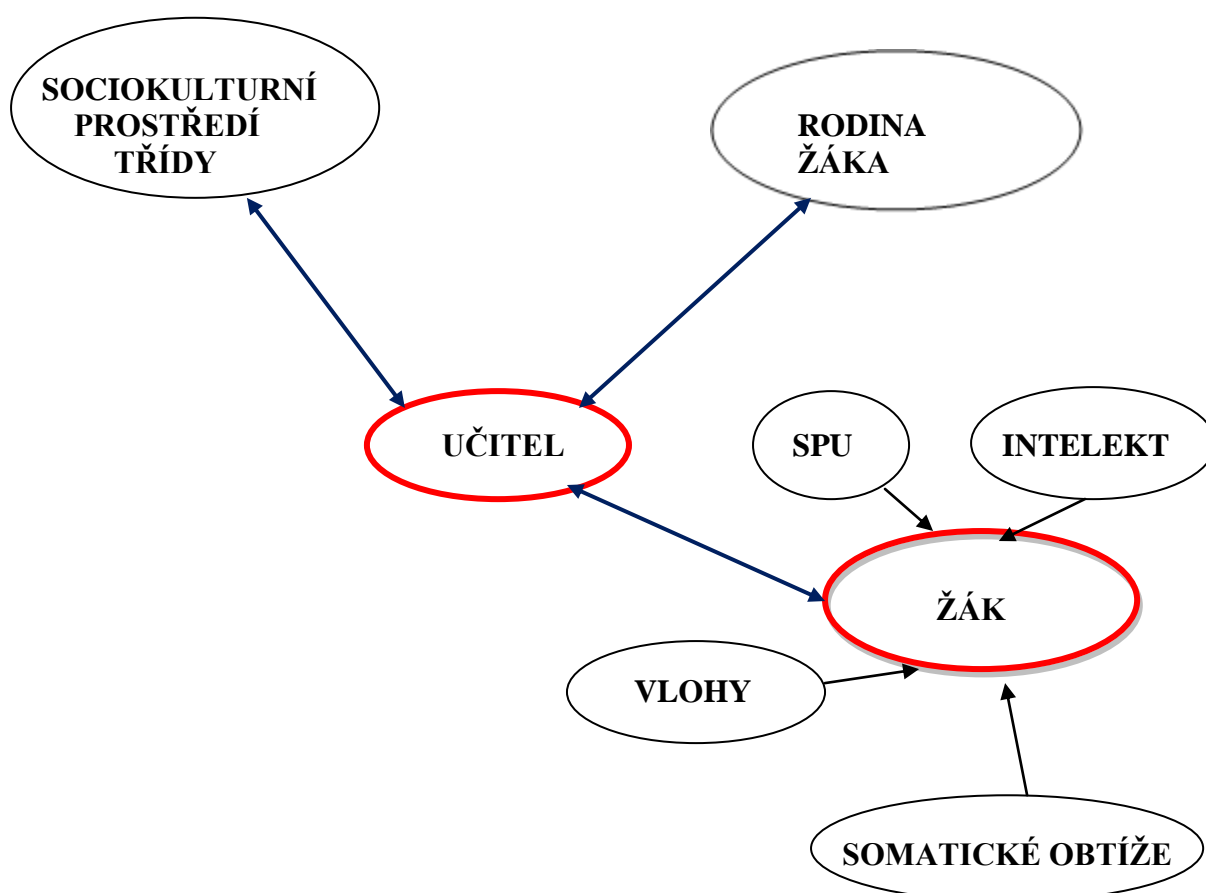 SOCIOKULTURNÍ
PROSTŘEDÍ
TŘÍDY
RODINA
ŽÁKA
UČITEL
SPU
INTELEKT
ŽÁK
VLOHY
SOMATICKÉ OBTÍŽE